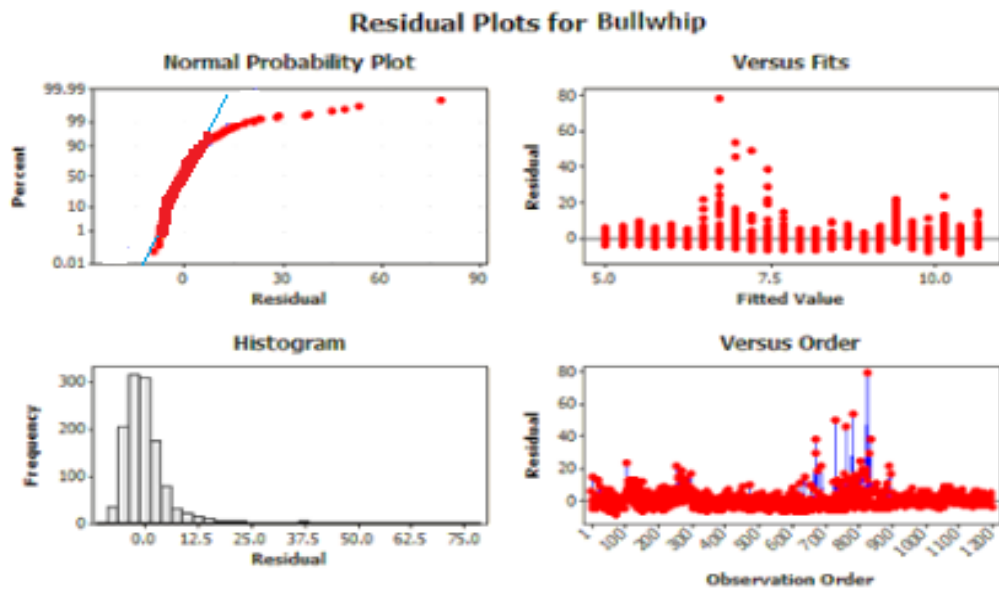 Residual Plots for Bullwhip
Normal Probability Plot
99.99
99
90
50
10
1
0.01
Percent
0 30 60 90
Residual
Versus Fits
80
60
40
20
0
Residual
5.0 7.5 10.0
Fitted Value
Histogram
300
200
100
0
Frequency
0.0 12.5 25.0 37.5 50.0 62.5 75.0
Residual
Versus Order
80
60
40
20
0
Residual
1 100 200 300 400 500 600 700 800 900 1000 1100 1200
Observation Order